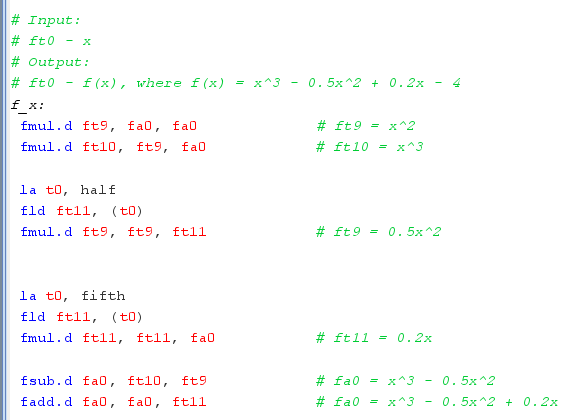 # Input:
# ft0 - x
# Output:
# ft0 - f(x), where f(x) = x^3 - 0.5x^2 + 0.2x - 4
f_x:
fmul.d ft9, fa0, fa0 # ft9 = x^2
fmul.d ft10, ft9, fa0 # ft10 = x^3
la t0, half
fld ft11, (t0)
fmul.d ft9, ft9, ft11 # ft9 = 0.5x^2
la t0, fifth
fld ft11, (t0)
fmul.d ft11, ft11, fa0 # ft11 = 0.2x
fsub.d fa0, ft10, ft9 # fa0 = x^3 - 0.5x^2
fadd.d fa0, fa0, ft11 # fa0 = x^3 - 0.5x^2 + 0.2x